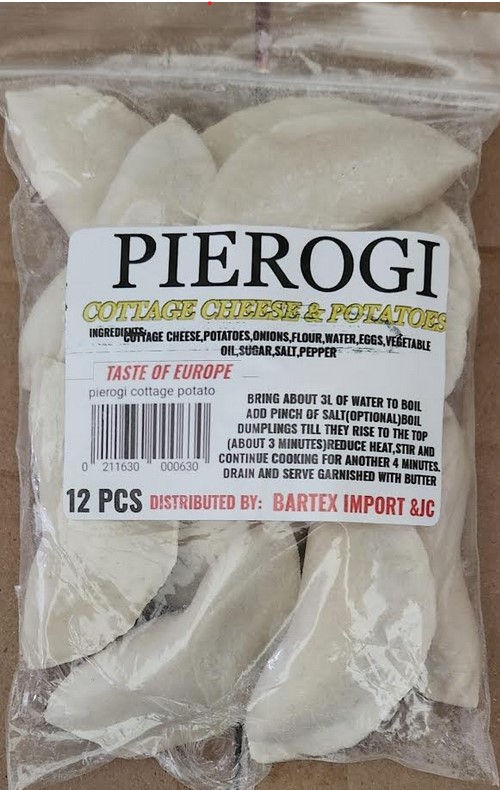 PIEROGI
COTTAGE CHEESE & POTATOES
INGREDIENTS:
COTTAGE CHEESE,POTATOES,ONIONS,FLOUR,WATER,EGGS,VEGETABLE
OIL,SUGAR,SALT,PEPPER
TASTE OF EUROPE
pierogi cottage potato
0 211630 000630
BRING ABOUT 3L OF WATER TO BOIL
ADD PINCH OF SALT(OPTIONAL)BOIL
DUMPLINGS TILL THEY RISE TO THE TOP
(ABOUT 3 MINUTES)REDUCE HEAT,STIR AND
CONTINUE COOKING FOR ANOTHER 4 MINUTES.
DRAIN AND SERVE GARNISHED WITH BUTTER
12 PCS DISTRIBUTED BY: BARTEX IMPORT &JC